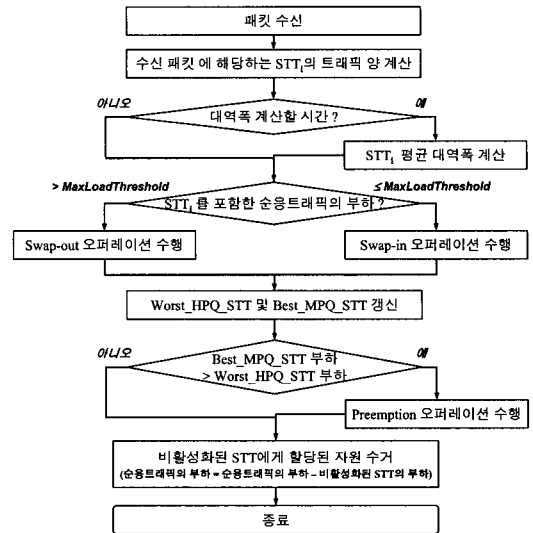 패킷 수신
수신 패킷 에 해당하는 STTi의 트래픽 양 계산
아니오
예
대역폭 계산할 시간 ?
STTi 평균 대역폭 계산
> MaxLoadThreshold
≤ MaxLoadThreshold
STTi 를 포함한 순응트래픽의 부하 ?
Swap-out 오퍼레이션 수행
Swap-in 오퍼레이션 수행
Worst_HPQ_STT 및 Best_MPQ_STT 갱신
아니오
예
Best_MPQ_STT 부하
> Worst_HPQ_STT 부하
Preemption 오퍼레이션 수행
비활성화된 STT에게 할당된 자원 수거
(순응트래픽의 부하 = 순응트래픽의 부하 – 비활성화된 STT의 부하)
종료